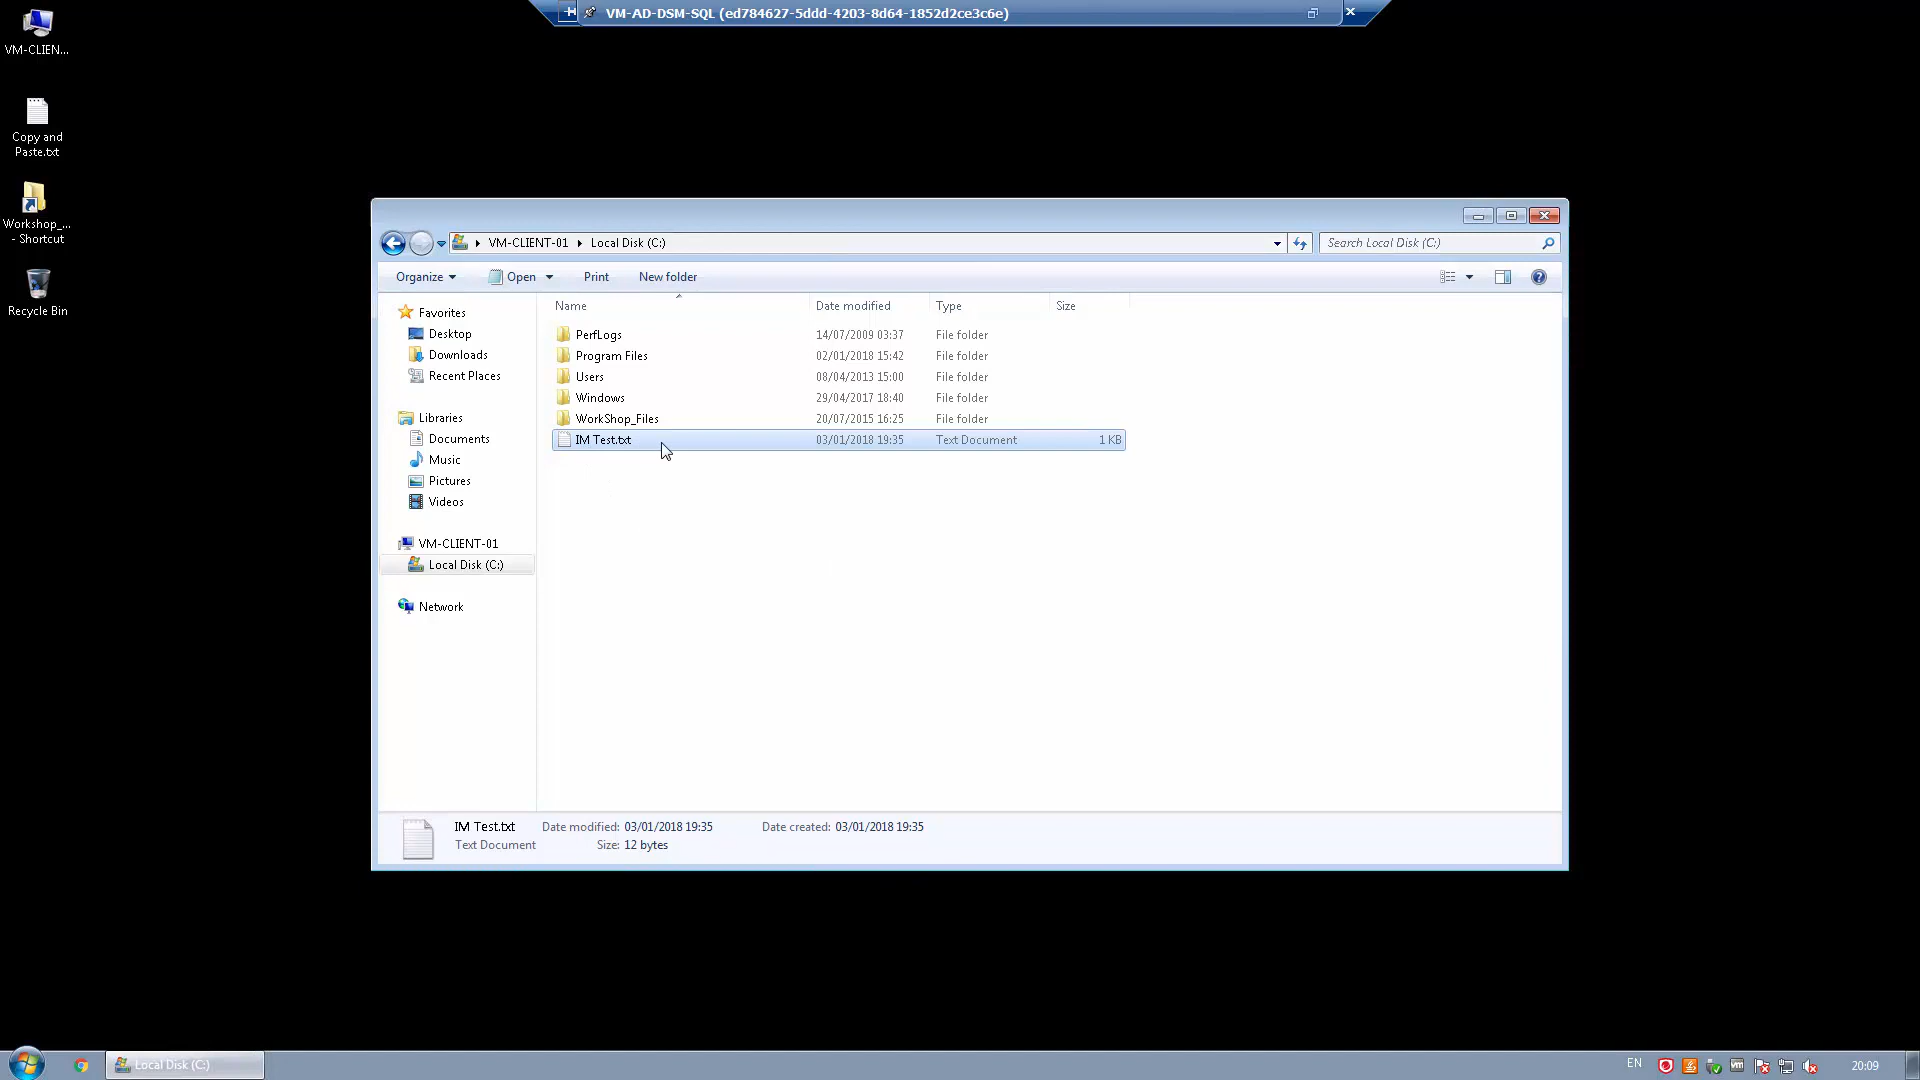 VM-AD-DSM-SQL (ed784627-5ddd-4203-8d64-1852d2ce3c6e)
VM-CLIEN...
Copy and
Paste.txt
Workshop_...
- Shortcut
Recycle Bin
VM-CLIENT-01 Local Disk (C:)
Search Local Disk (C:)
Organize Open Print New folder
Name Date modified Type Size
Favorites
Desktop
Downloads
Recent Places
Libraries
Documents
Music
Pictures
Videos
VM-CLIENT-01
Local Disk (C:)
Network
PerfLogs 14/07/2009 03:37 File folder
Program Files 02/01/2018 15:42 File folder
Users 08/04/2013 15:00 File folder
Windows 29/04/2017 18:40 File folder
WorkShop_Files 20/07/2015 16:25 File folder
IM Test.txt 03/01/2018 19:35 Text Document 1 KB
IM Test.txt Date modified: 03/01/2018 19:35 Date created: 03/01/2018 19:35
Text Document Size: 12 bytes
Local Disk (C:)
EN
20:09